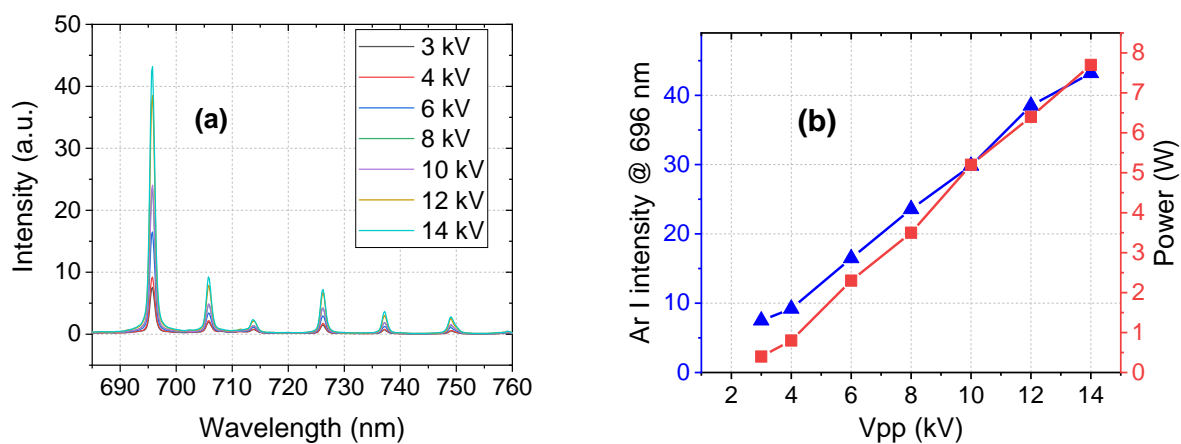 50
40
30
20
10
0
Intensity (a.u.)
(a)
3 kV
4 kV
6 kV
8 kV
10 kV
12 kV
14 kV
690 700 710 720 730 740 750 760
Wavelength (nm)
40
30
20
10
0
Ar I intensity @ 696 nm
(b)
8
7
6
5
4
3
2
1
0
Power (W)
2 4 6 8 10 12 14
Vpp (kV)